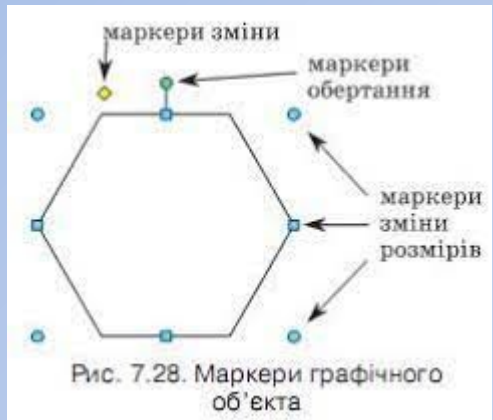 маркери зміни
маркери
обертання
маркери
зміни
розмірів
Рис. 7.28. Маркери графічного
об'єкта